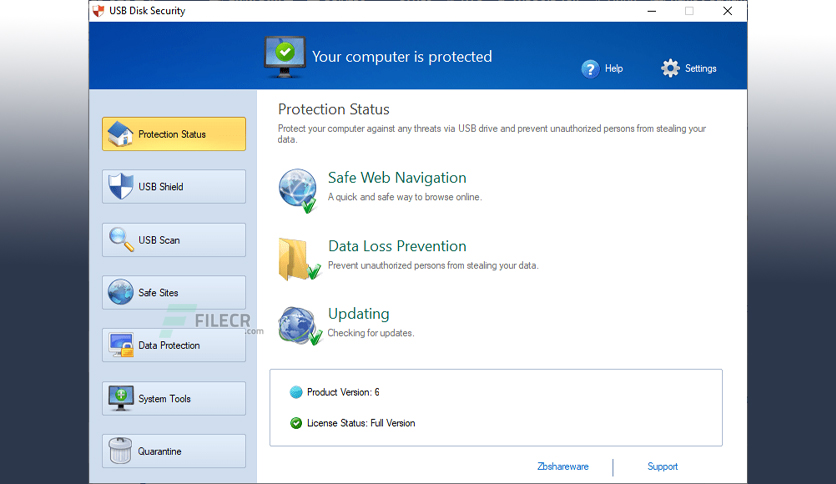 USB Disk Security
Your computer is protected
Help
Settings
Protection Status
USB Shield
USB Scan
Safe Sites
Data Protection
System Tools
Quarantine
Protection Status
Protect your computer against any threats via USB drive and prevent unauthorized persons from stealing your
data.
Safe Web Navigation
A quick and safe way to browse online.
Data Loss Prevention
Prevent unauthorized persons from stealing your data.
Updating
Checking for updates.
Product Version: 6
License Status: Full Version
Zbshareware
Support
FILECR
.com